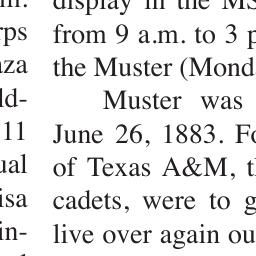 display in the MS
from 9 a.m. to 3 p
the Muster (Mond
Muster was
June 26, 1883. Fo
of Texas A&M, t
cadets, were to g
live over again ou
rps
aza
ld-
11
ual
isa
in-